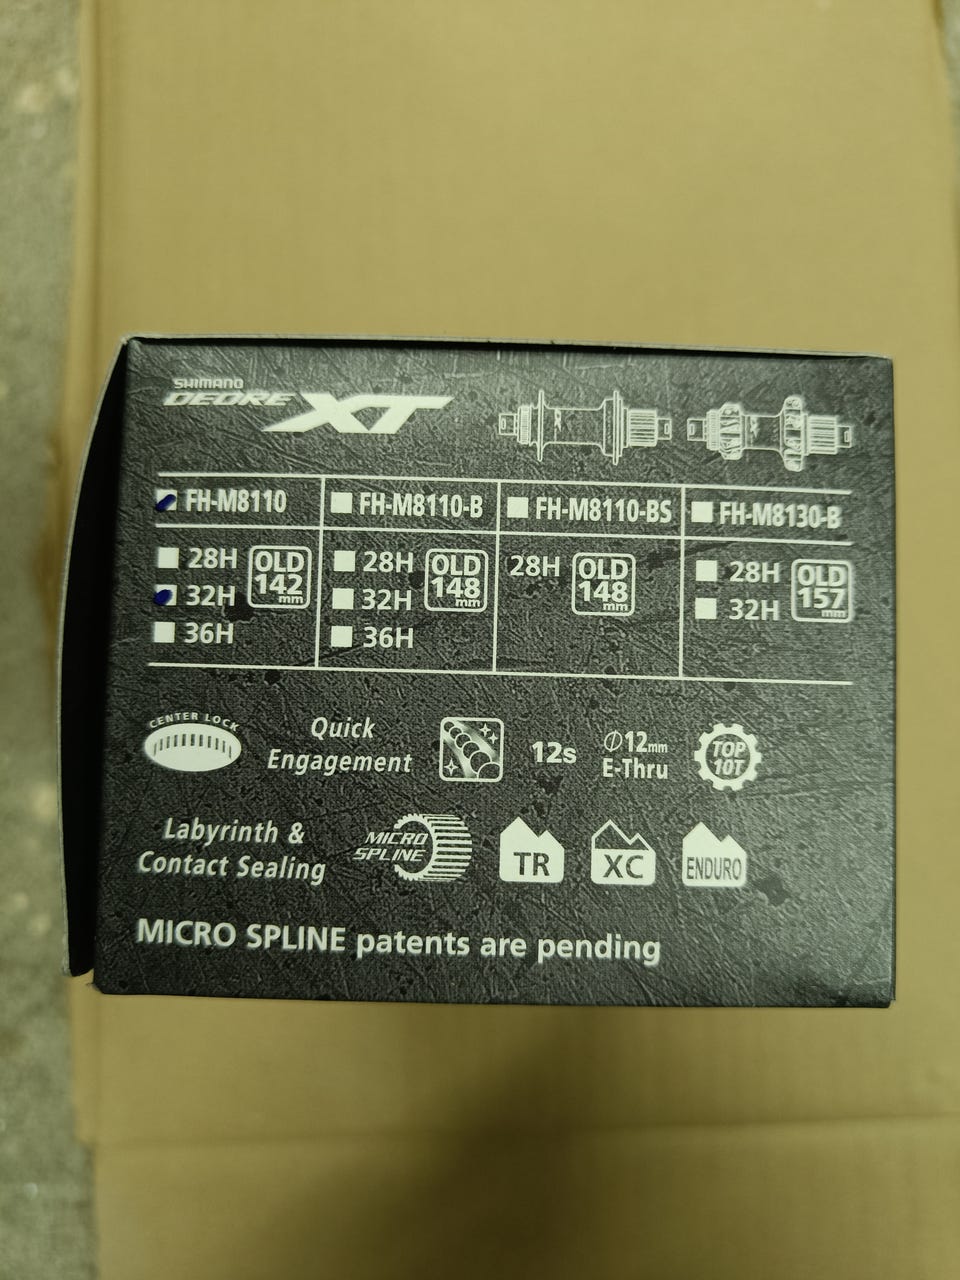 SHIMANO
DEORE XT
FH-M8110 FH-M8110-B FH-M8110-BS FH-M8130-B
28H 32H 36H OLD 142 mm
28H 32H 36H OLD 148 mm
28H OLD 148 mm
28H 32H OLD 157 mm
CENTER LOCK
Quick
Engagement
12s
Ø12mm
E-Thru
TOP
10T
Labyrinth &
Contact Sealing
MICRO
SPLINE
TR
XC
ENDURO
MICRO SPLINE patents are pending